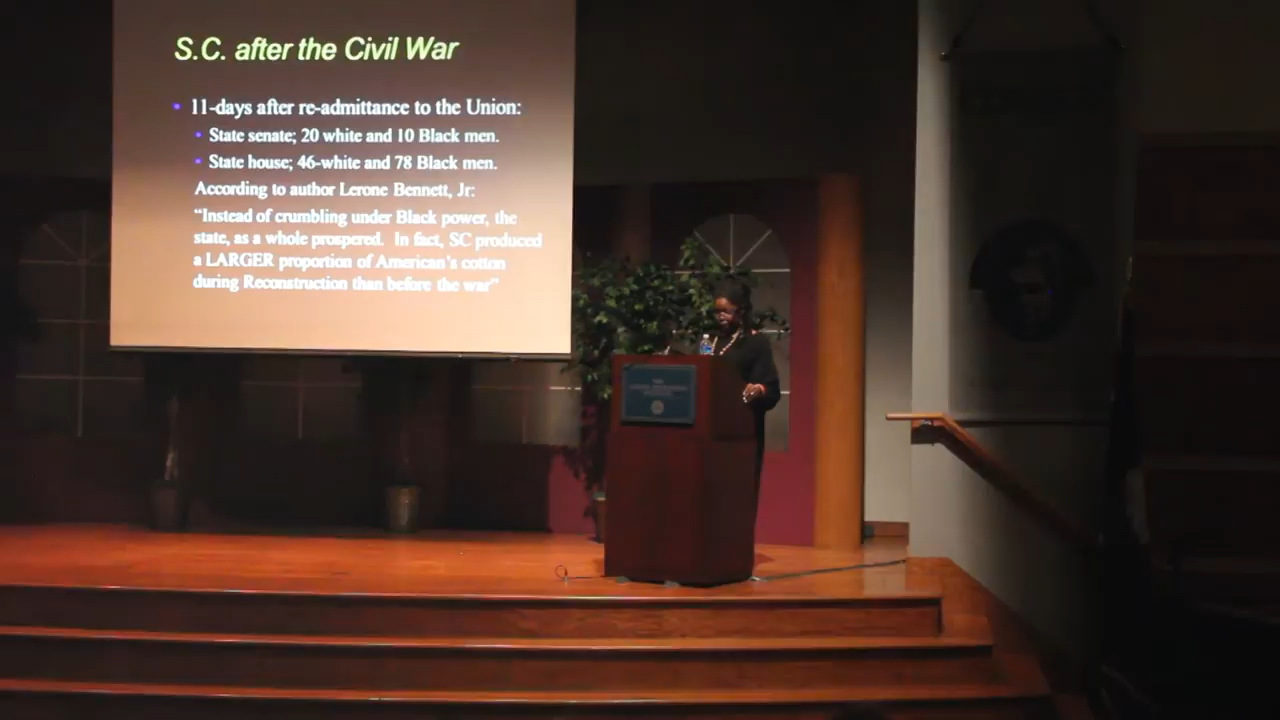 S.C. after the Civil War
• 11-days after re-admittance to the Union:
• State senate; 20 white and 10 Black men.
• State house; 46-white and 78 Black men.
According to author Lerone Bennett, Jr:
“Instead of crumbling under Black power, the
state, as a whole prospered. In fact, SC produced
a LARGER proportion of American’s cotton
during Reconstruction than before the war”